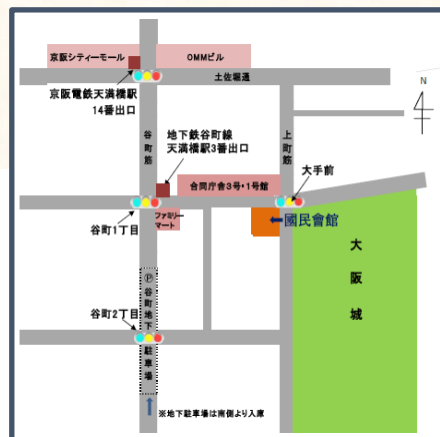 京阪シティーモール
OMMビル
土佐堀通
京阪電鉄天満橋駅
14番出口
谷町筋
上町筋
地下鉄谷町線
天満橋駅3番出口
合同庁舎3号・1号館
大手前
ファミリー
マート
←國民會館
谷町1丁目
大阪城
谷町2丁目
Ⓟ谷町地下駐車場
※地下駐車場は南側より入庫